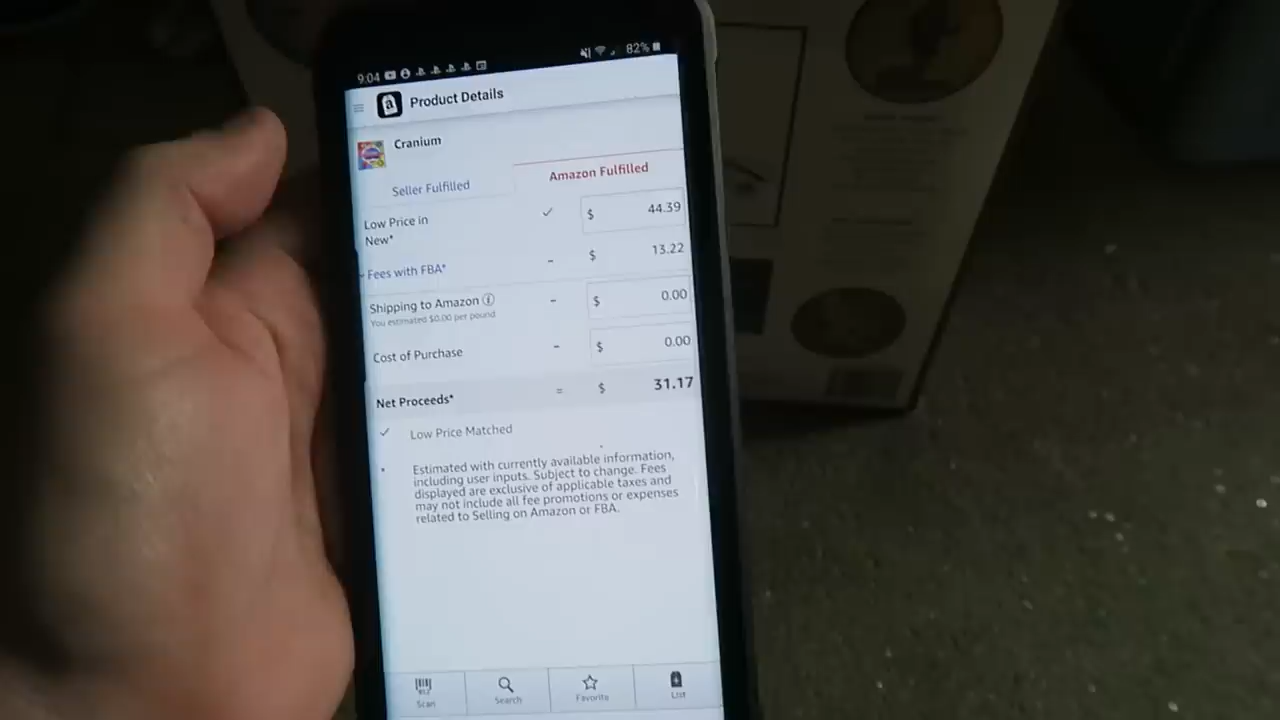 9:04 82%
Product Details
Cranium
Seller Fulfilled Amazon Fulfilled
Low Price in
New* $ 44.39
Fees with FBA* - $ 13.22
Shipping to Amazon - $ 0.00
You estimated $0.00 per pound
Cost of Purchase - $ 0.00
Net Proceeds* = $ 31.17
Low Price Matched
* Estimated with currently available information,
including user inputs. Subject to change. Fees
displayed are exclusive of applicable taxes and
may not include all fee promotions or expenses
related to Selling on Amazon or FBA.
Scan Search Favorite List